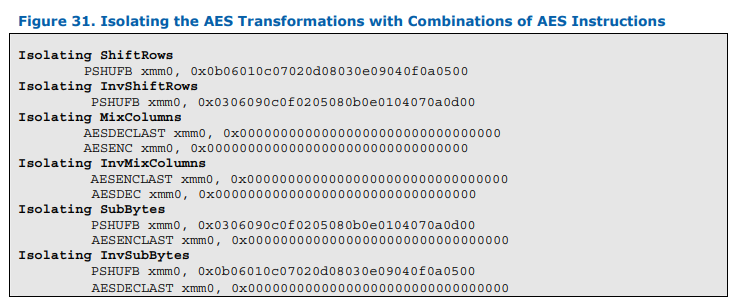 Figure 31. Isolating the AES Transformations with Combinations of AES Instructions
Isolating ShiftRows
PSHUFB xmm0, 0x0b06010c07020d08030e09040f0a0500
Isolating InvShiftRows
PSHUFB xmm0, 0x0306090c0f0205080b0e0104070a0d00
Isolating MixColumns
AESDECLAST xmm0, 0x00000000000000000000000000000000
AESENC xmm0, 0x00000000000000000000000000000000
Isolating InvMixColumns
AESENCLAST xmm0, 0x00000000000000000000000000000000
AESDEC xmm0, 0x00000000000000000000000000000000
Isolating SubBytes
PSHUFB xmm0, 0x0306090c0f0205080b0e0104070a0d00
AESENCLAST xmm0, 0x00000000000000000000000000000000
Isolating InvSubBytes
PSHUFB xmm0, 0x0b06010c07020d08030e09040f0a0500
AESDECLAST xmm0, 0x00000000000000000000000000000000